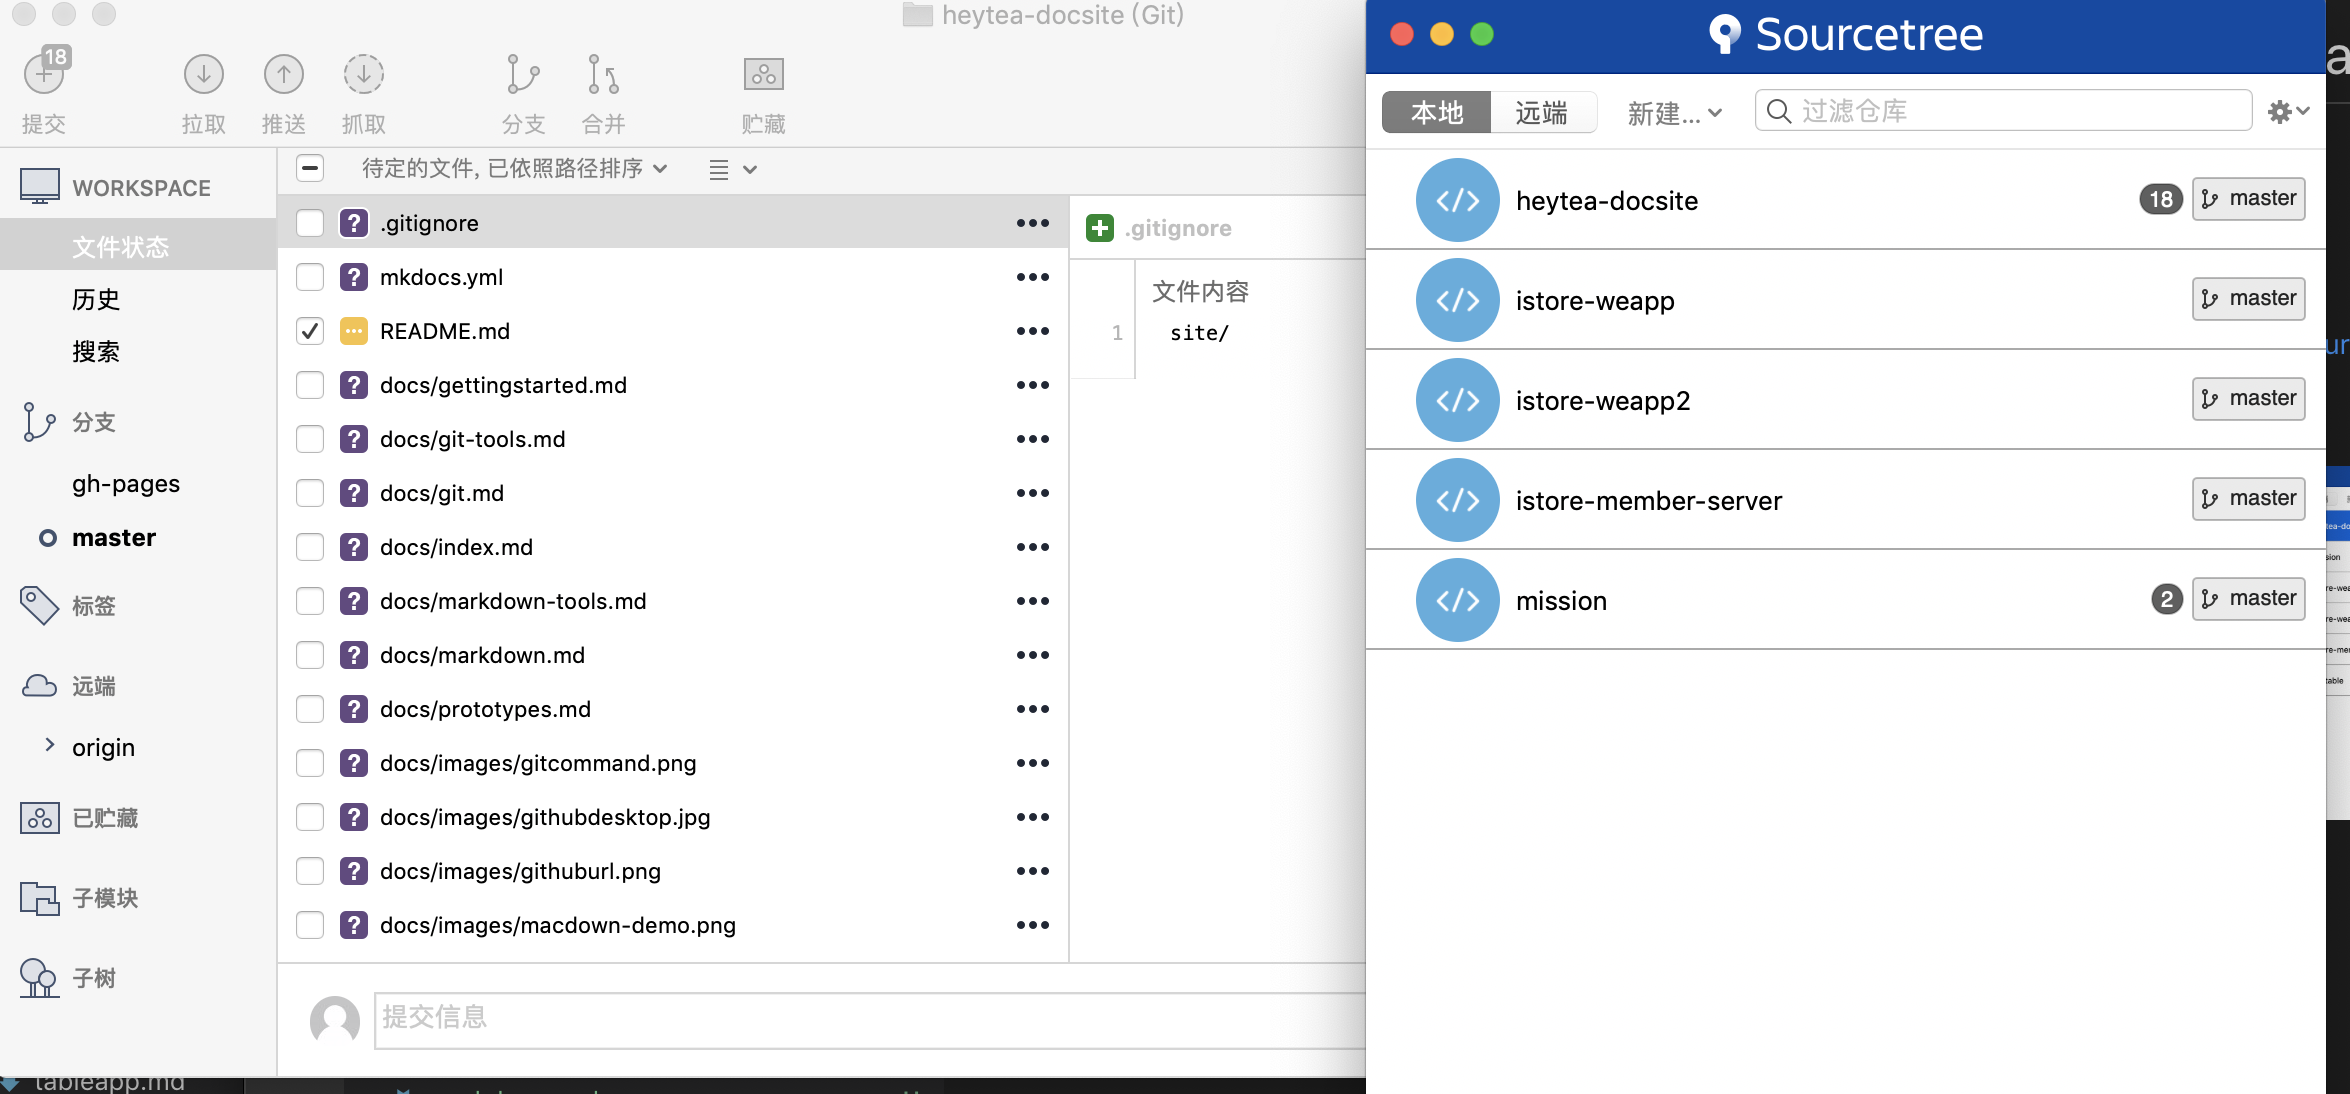 heytea-docsite (Git)
18
提交
拉取
推送
抓取
分支
合并
贮藏
WORKSPACE
文件状态
历史
搜索
分支
gh-pages
master
标签
远端
origin
已贮藏
子模块
子树
待定的文件, 已依照路径排序
.gitignore
mkdocs.yml
README.md
docs/gettingstarted.md
docs/git-tools.md
docs/git.md
docs/index.md
docs/markdown-tools.md
docs/markdown.md
docs/prototypes.md
docs/images/gitcommand.png
docs/images/githubdesktop.jpg
docs/images/githuburl.png
docs/images/macdown-demo.png
.gitignore
文件内容
1 site/
提交信息
tableapp.md
Sourcetree
本地 远端 新建... 过滤仓库
heytea-docsite 18 master
istore-weapp master
istore-weapp2 master
istore-member-server master
mission 2 master